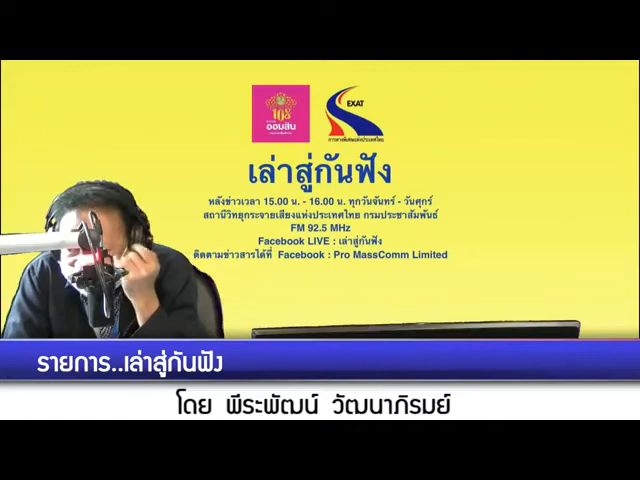 108
ออมสิน
EXAT
การทางพิเศษแห่งประเทศไทย
เล่าสู่กันฟัง
หลังข่าวเวลา 15.00 น. - 16.00 น. ทุกวันจันทร์ - วันศุกร์
สถานีวิทยุกระจายเสียงแห่งประเทศไทย กรมประชาสัมพันธ์
FM 92.5 MHz
Facebook LIVE : เล่าสู่กันฟัง
ติดตามข่าวสารได้ที่ Facebook : Pro MassComm Limited
รายการ..เล่าสู่กันฟัง
โดย พีระพัฒน์ วัฒนาภิรมย์